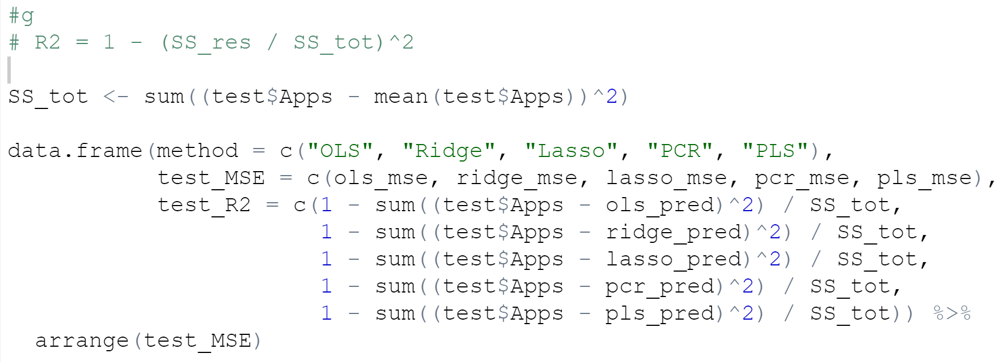 #g
# R2 = 1 - (SS_res / SS_tot)^2
SS_tot <- sum((test$Apps - mean(test$Apps))^2)
data.frame(method = c("OLS", "Ridge", "Lasso", "PCR", "PLS"),
test_MSE = c(ols_mse, ridge_mse, lasso_mse, pcr_mse, pls_mse),
test_R2 = c(1 - sum((test$Apps - ols_pred)^2) / SS_tot,
1 - sum((test$Apps - ridge_pred)^2) / SS_tot,
1 - sum((test$Apps - lasso_pred)^2) / SS_tot,
1 - sum((test$Apps - pcr_pred)^2) / SS_tot,
1 - sum((test$Apps - pls_pred)^2) / SS_tot)) %>%
arrange(test_MSE)